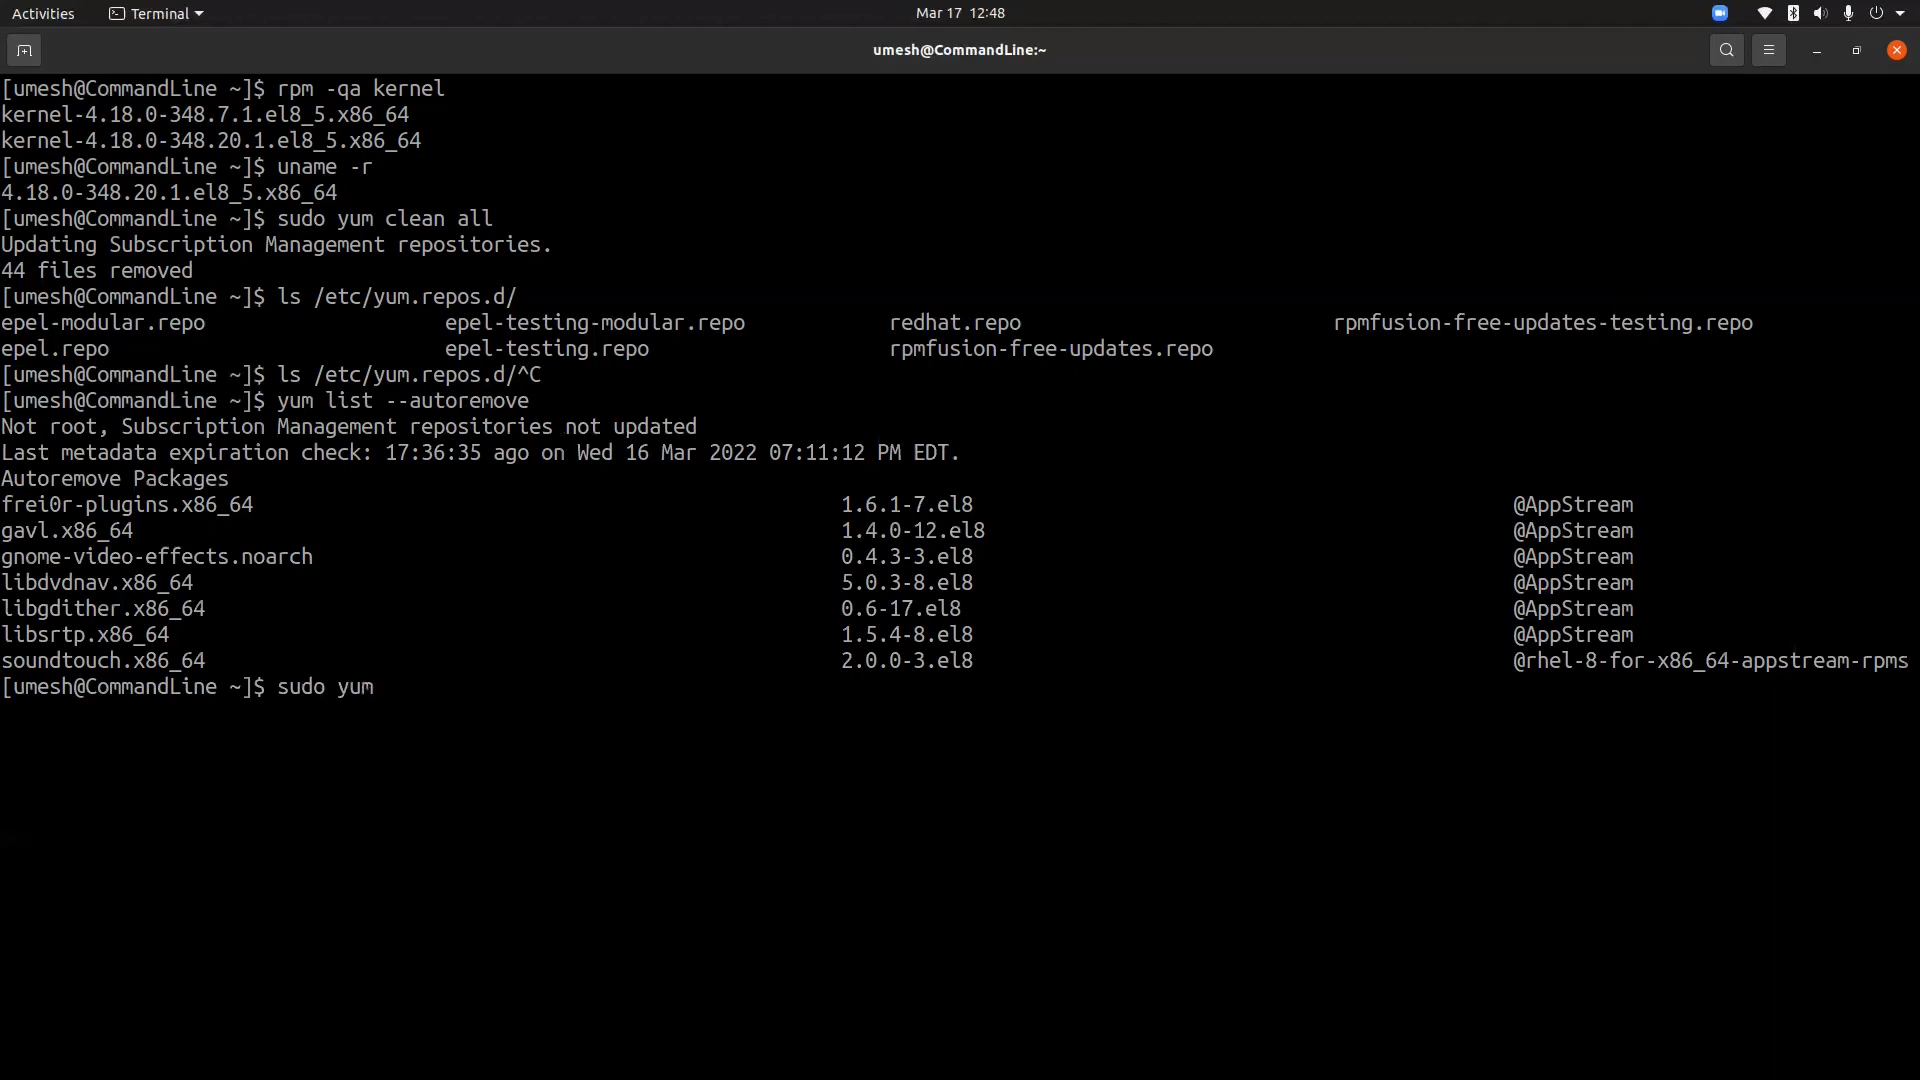 Activities Terminal Mar 17 12:48
umesh@CommandLine:~
[umesh@CommandLine ~]$ rpm -qa kernel
kernel-4.18.0-348.7.1.el8_5.x86_64
kernel-4.18.0-348.20.1.el8_5.x86_64
[umesh@CommandLine ~]$ uname -r
4.18.0-348.20.1.el8_5.x86_64
[umesh@CommandLine ~]$ sudo yum clean all
Updating Subscription Management repositories.
44 files removed
[umesh@CommandLine ~]$ ls /etc/yum.repos.d/
epel-modular.repo epel-testing-modular.repo redhat.repo rpmfusion-free-updates-testing.repo
epel.repo epel-testing.repo rpmfusion-free-updates.repo
[umesh@CommandLine ~]$ ls /etc/yum.repos.d/^C
[umesh@CommandLine ~]$ yum list --autoremove
Not root, Subscription Management repositories not updated
Last metadata expiration check: 17:36:35 ago on Wed 16 Mar 2022 07:11:12 PM EDT.
Autoremove Packages
frei0r-plugins.x86_64 1.6.1-7.el8 @AppStream
gavl.x86_64 1.4.0-12.el8 @AppStream
gnome-video-effects.noarch 0.4.3-3.el8 @AppStream
libdvdnav.x86_64 5.0.3-8.el8 @AppStream
libgdither.x86_64 0.6-17.el8 @AppStream
libsrtp.x86_64 1.5.4-8.el8 @AppStream
soundtouch.x86_64 2.0.0-3.el8 @rhel-8-for-x86_64-appstream-rpms
[umesh@CommandLine ~]$ sudo yum